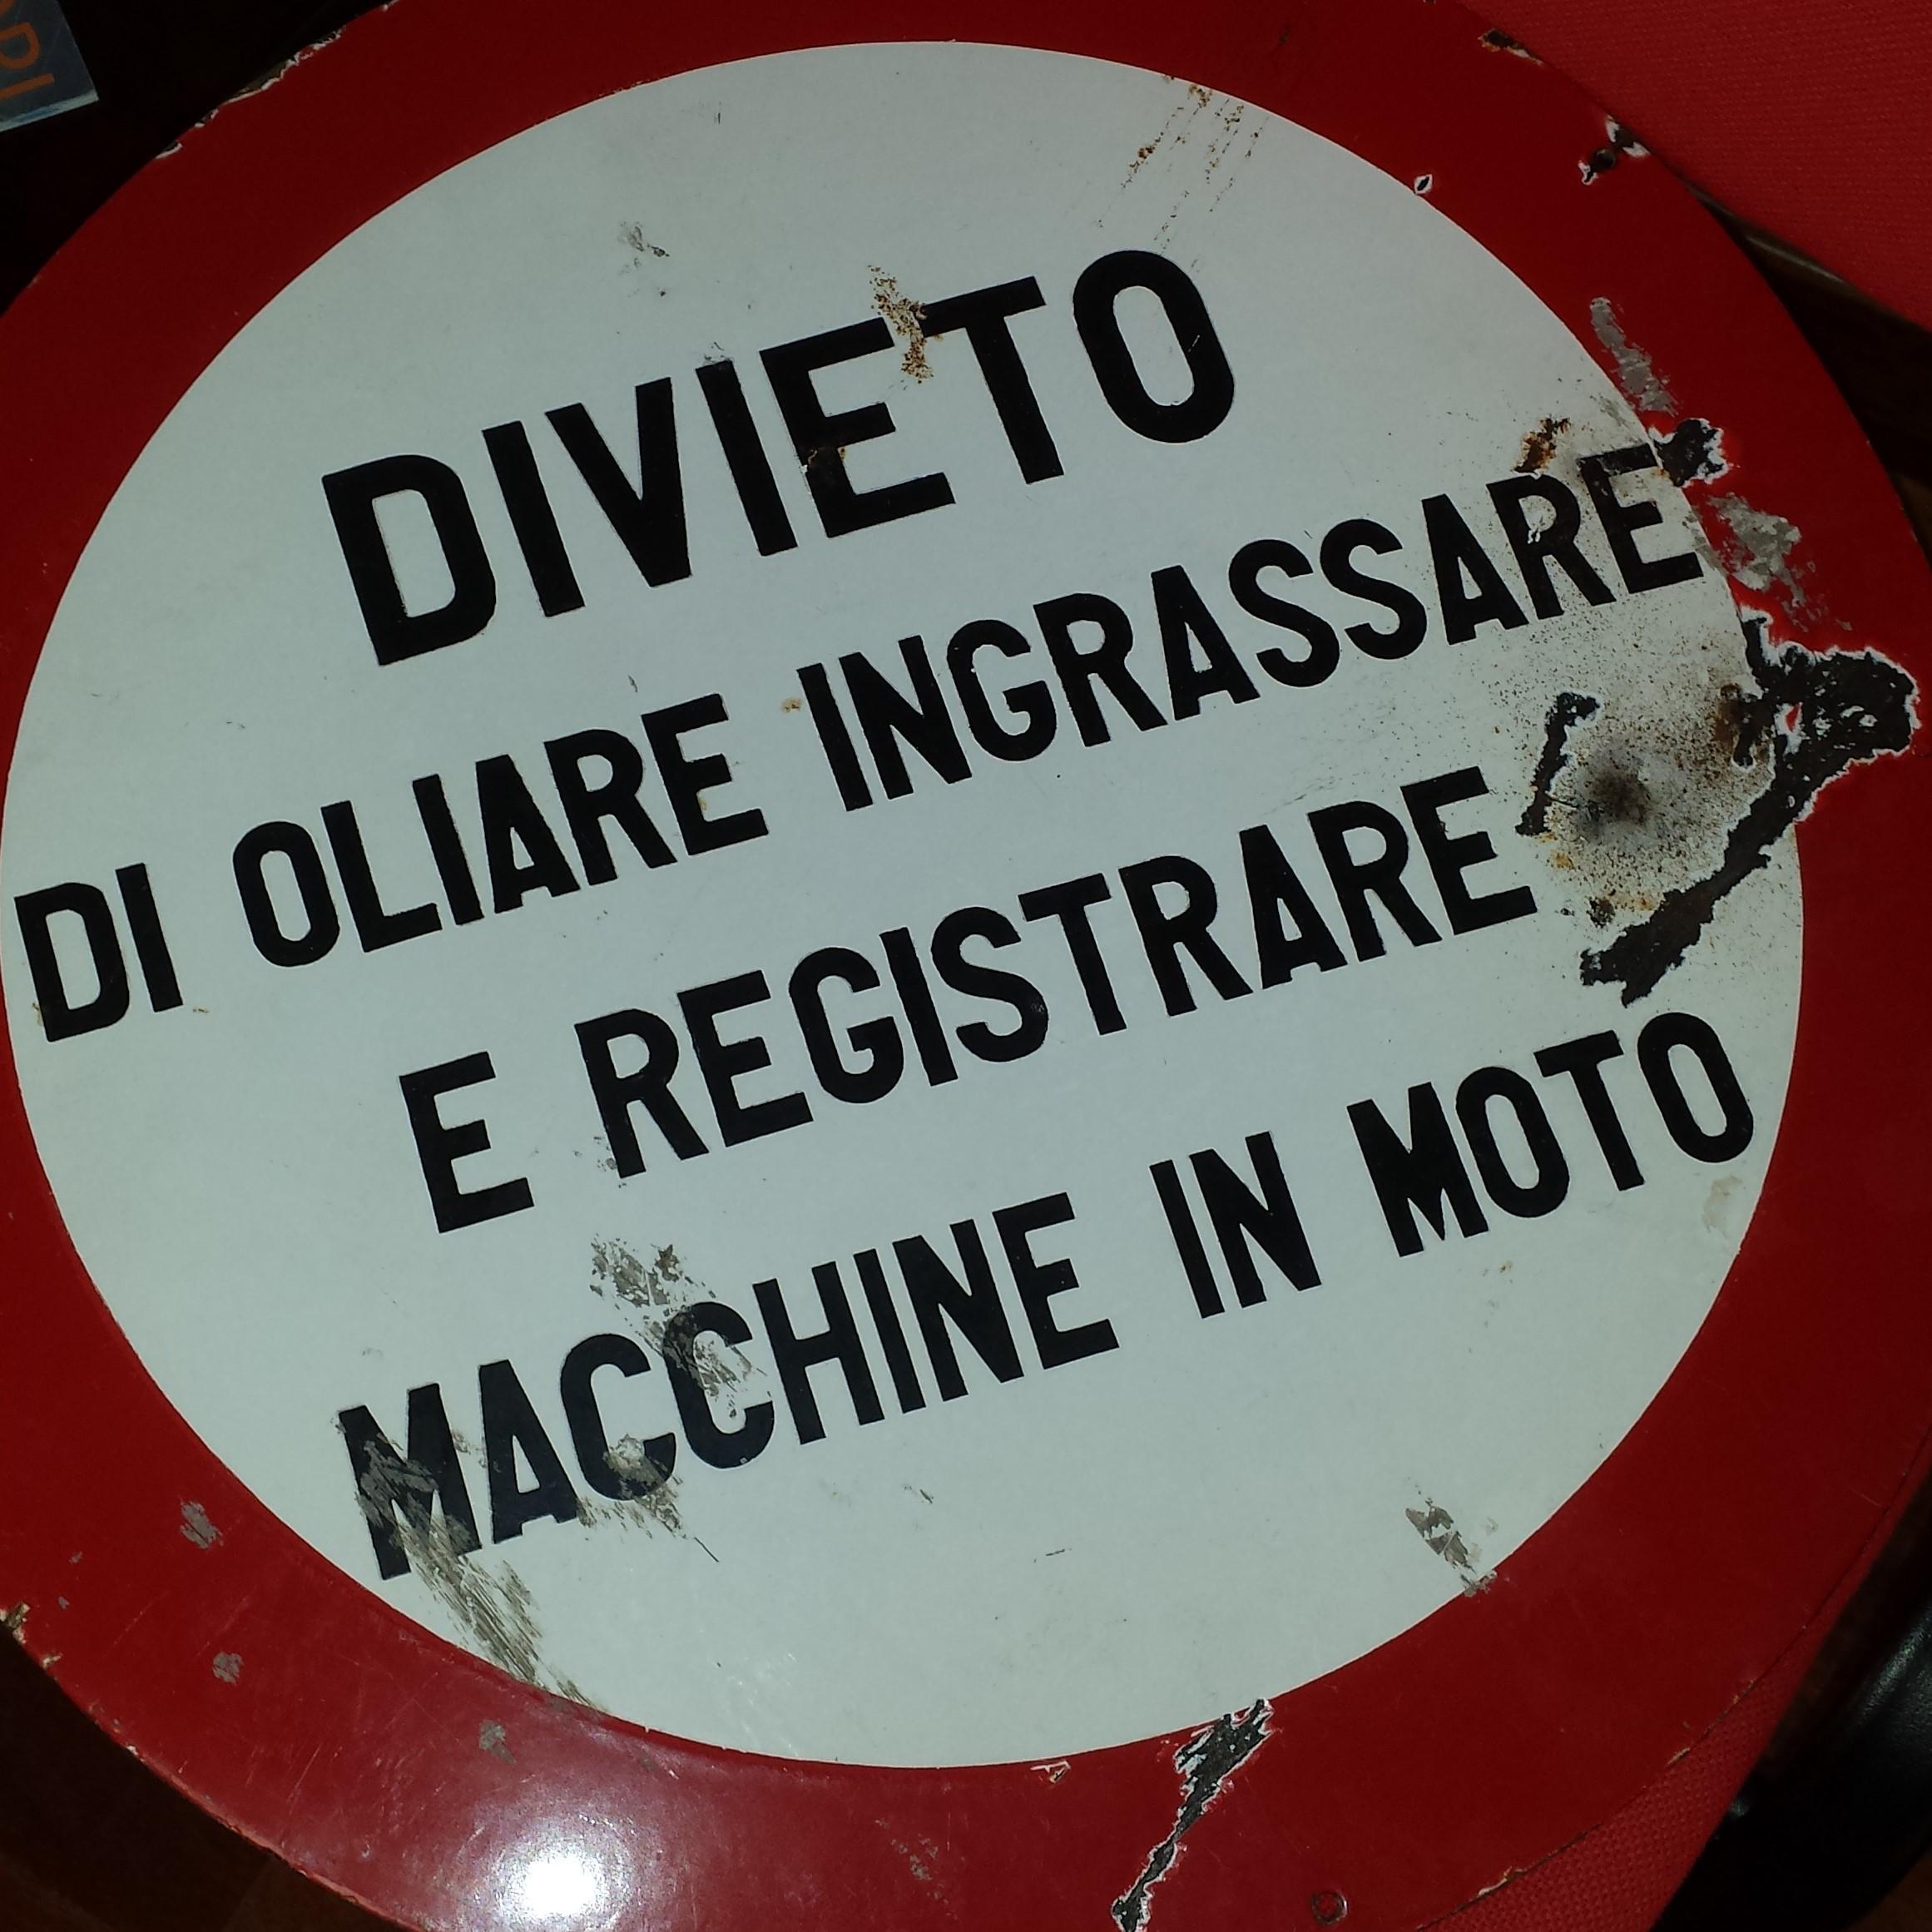 DIVIETO
DI OLIARE INGRASSARE
E REGISTRARE
MACCHINE IN MOTO